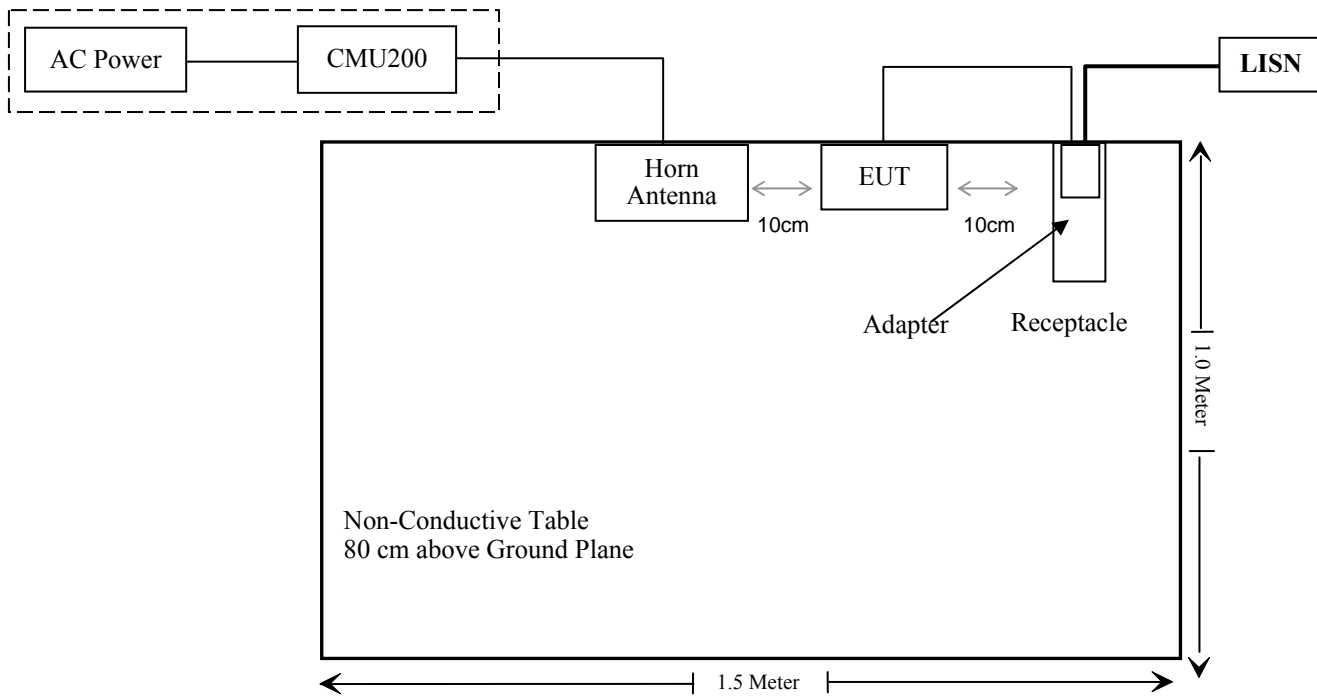 AC Power
CMU200
LISN
Horn
Antenna
EUT
10cm
10cm
Adapter
Receptacle
1.0 Meter
Non-Conductive Table
80 cm above Ground Plane
1.5 Meter